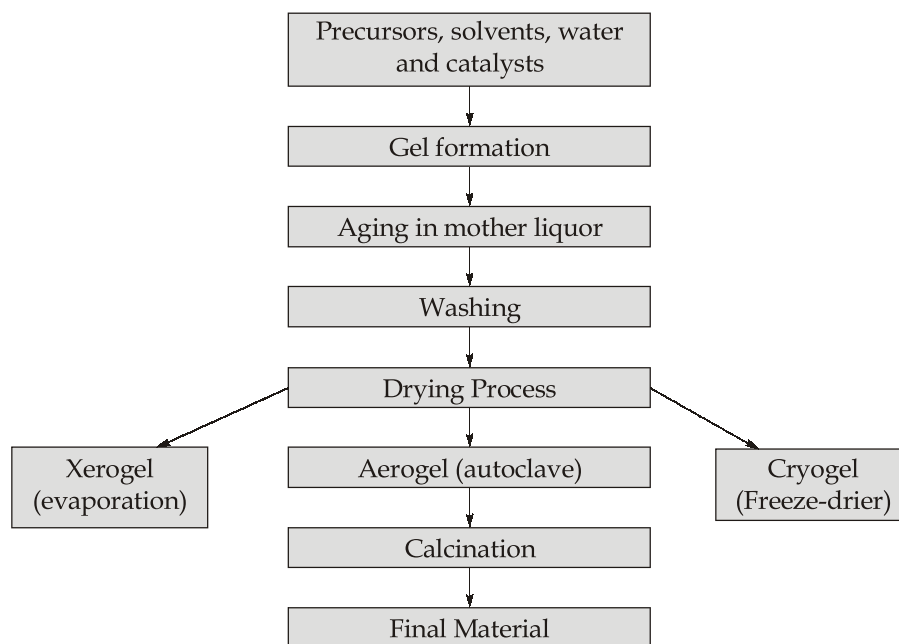 Precursors, solvents, water
and catalysts
Gel formation
Aging in mother liquor
Washing
Drying Process
Xerogel
(evaporation)
Aerogel (autoclave)
Cryogel
(Freeze-drier)
Calcination
Final Material